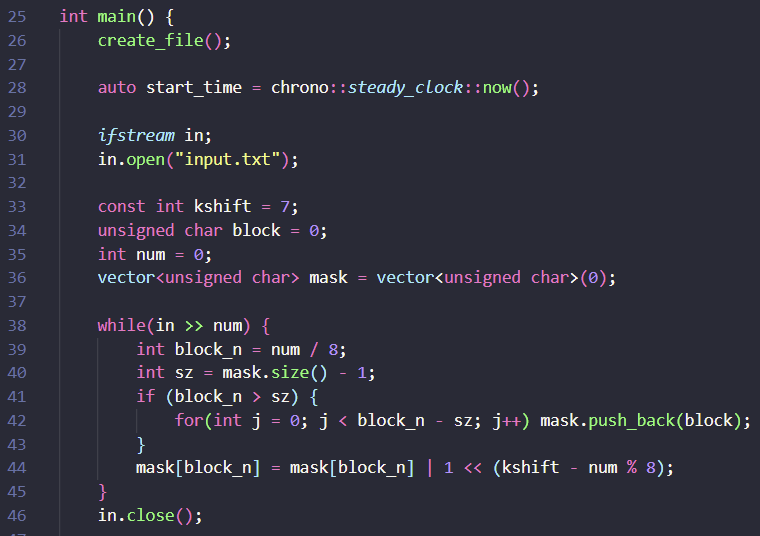 25 int main() {
26     create_file();
27
28     auto start_time = chrono::steady_clock::now();
29
30     ifstream in;
31     in.open("input.txt");
32
33     const int kshift = 7;
34     unsigned char block = 0;
35     int num = 0;
36     vector<unsigned char> mask = vector<unsigned char>(0);
37
38     while(in >> num) {
39         int block_n = num / 8;
40         int sz = mask.size() - 1;
41         if (block_n > sz) {
42             for(int j = 0; j < block_n - sz; j++) mask.push_back(block);
43         }
44         mask[block_n] = mask[block_n] | 1 << (kshift - num % 8);
45     }
46     in.close();